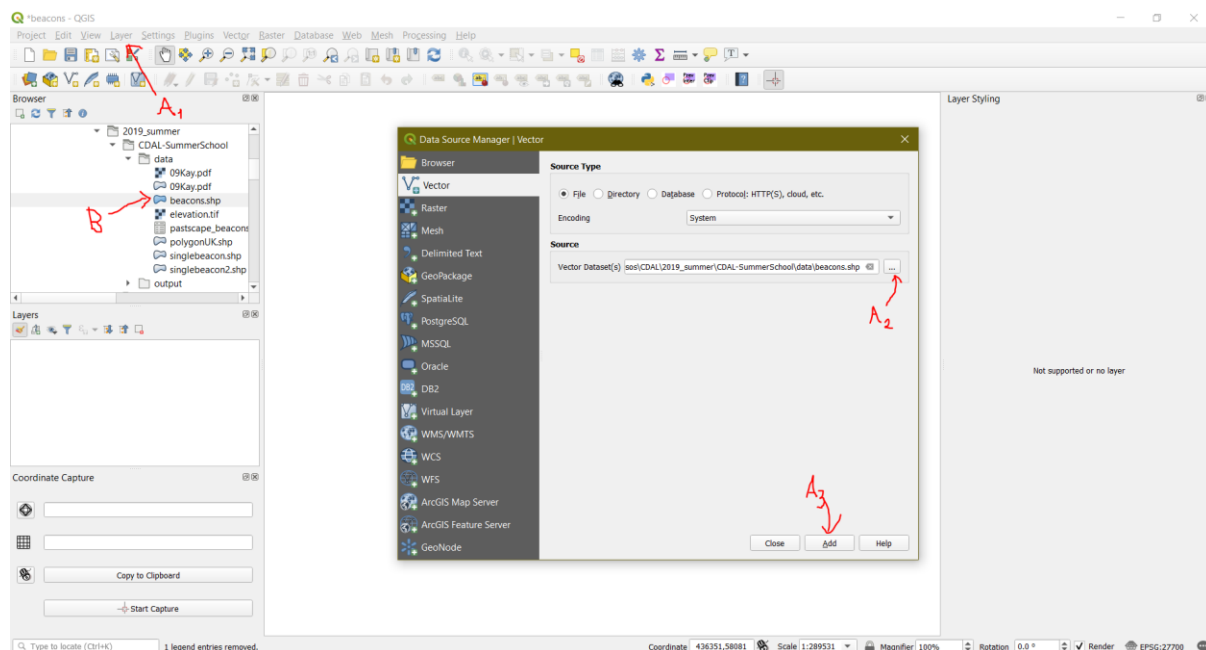 *beacons - QGIS
Project Edit View Layer Settings Plugins Vector Raster Database Web Mesh Processing Help
A1
Browser
2019_summer
CDAL-SummerSchool
data
09Kay.pdf
09Kay.pdf
beacons.shp
elevation.tif
pastscape_beacons
polygonUK.shp
singlebeacon.shp
singlebeacon2.shp
output
B
Layers
Coordinate Capture
Copy to Clipboard
Start Capture
Data Source Manager | Vector
Browser
Vector
Raster
Mesh
Delimited Text
GeoPackage
SpatiaLite
PostgreSQL
MSSQL
Oracle
DB2
DB2
Virtual Layer
WMS/WMTS
WCS
WFS
ArcGIS Map Server
ArcGIS Feature Server
GeoNode
Source Type
File Directory Database Protocol: HTTP(S), cloud, etc.
Encoding System
Source
Vector Dataset(s) sos\CDAL\2019_summer\CDAL-SummerSchool\data\beacons.shp ...
A2
A3
Close Add Help
Layer Styling
Not supported or no layer
Type to locate (Ctrl+K) 1 legend entries removed. Coordinate 436351,58081 Scale 1:289531 Magnifier 100% Rotation 0.0 ° Render EPSG:27700